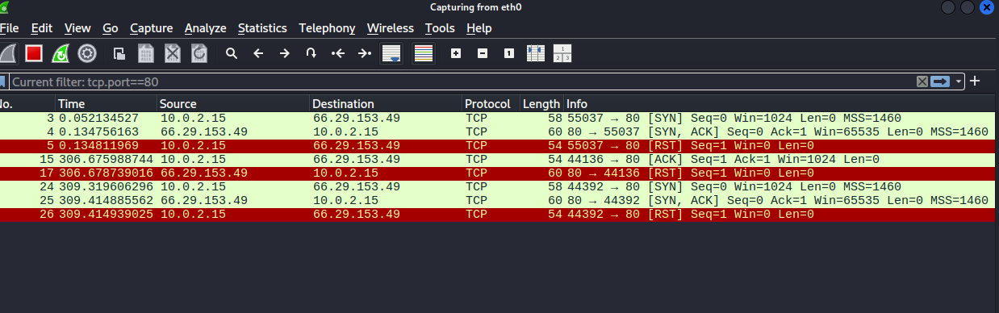 Capturing from eth0
File Edit View Go Capture Analyze Statistics Telephony Wireless Tools Help
Current filter: tcp.port==80
No. Time Source Destination Protocol Length Info
3 0.052134527 10.0.2.15 66.29.153.49 TCP 58 55037 → 80 [SYN] Seq=0 Win=1024 Len=0 MSS=1460
4 0.134756163 66.29.153.49 10.0.2.15 TCP 60 80 → 55037 [SYN, ACK] Seq=0 Ack=1 Win=65535 Len=0 MSS=1460
5 0.134811969 10.0.2.15 66.29.153.49 TCP 54 55037 → 80 [RST] Seq=1 Win=0 Len=0
15 306.675988744 10.0.2.15 66.29.153.49 TCP 54 44136 → 80 [ACK] Seq=1 Ack=1 Win=1024 Len=0
17 306.678739016 66.29.153.49 10.0.2.15 TCP 60 80 → 44136 [RST] Seq=1 Win=0 Len=0
24 309.319606296 10.0.2.15 66.29.153.49 TCP 58 44392 → 80 [SYN] Seq=0 Win=1024 Len=0 MSS=1460
25 309.414885562 66.29.153.49 10.0.2.15 TCP 60 80 → 44392 [SYN, ACK] Seq=0 Ack=1 Win=65535 Len=0 MSS=1460
26 309.414939025 10.0.2.15 66.29.153.49 TCP 54 44392 → 80 [RST] Seq=1 Win=0 Len=0